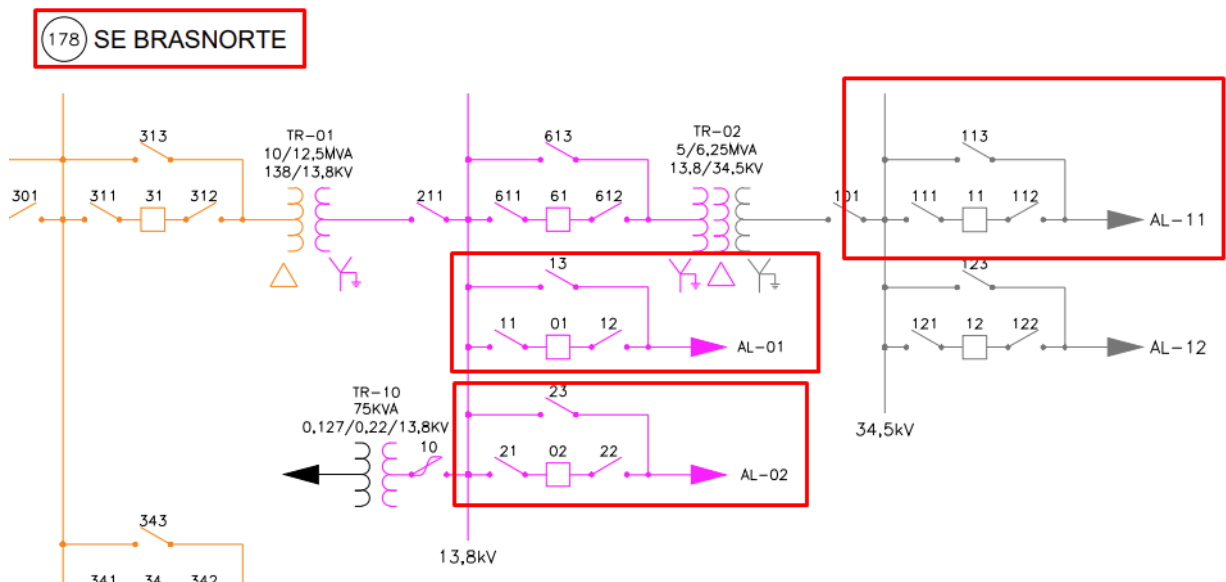 178 SE BRASNORTE
313
TR-01
10/12,5MVA
138/13,8KV
301
311 31 312
211
613
611 61 612
TR-02
5/6,25MVA
13,8/34,5KV
101
113
111 11 112
AL-11
13
11 01 12
AL-01
123
121 12 122
AL-12
TR-10
75KVA
0,127/0,22/13,8KV
10
23
21 02 22
AL-02
34,5kV
343
13,8kV
341 34 342